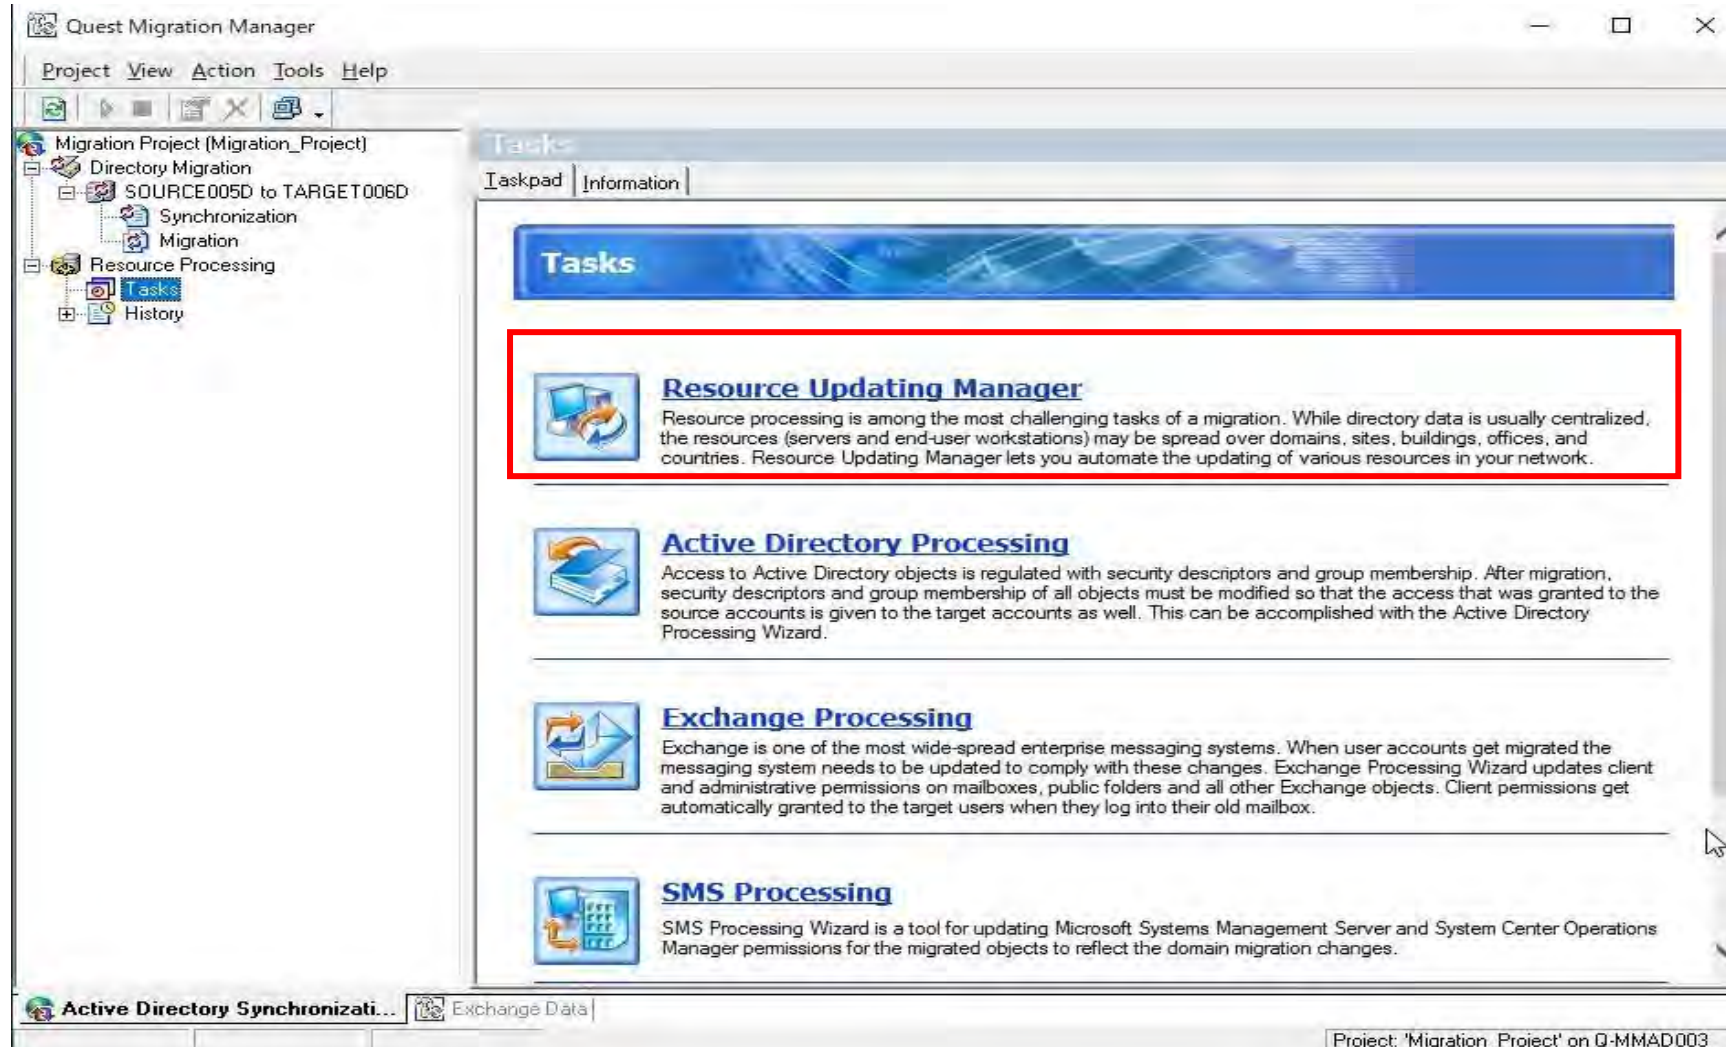 Quest Migration Manager
Project View Action Tools Help
Migration Project (Migration_Project)
Directory Migration
SOURCE005D to TARGET006D
Synchronization
Migration
Resource Processing
Tasks
History
Tasks
Taskpad Information
Tasks
Resource Updating Manager
Resource processing is among the most challenging tasks of a migration. While directory data is usually centralized,
the resources (servers and end-user workstations) may be spread over domains, sites, buildings, offices, and
countries. Resource Updating Manager lets you automate the updating of various resources in your network.
Active Directory Processing
Access to Active Directory objects is regulated with security descriptors and group membership. After migration,
security descriptors and group membership of all objects must be modified so that the access that was granted to the
source accounts is given to the target accounts as well. This can be accomplished with the Active Directory
Processing Wizard.
Exchange Processing
Exchange is one of the most wide-spread enterprise messaging systems. When user accounts get migrated the
messaging system needs to be updated to comply with these changes. Exchange Processing Wizard updates client
and administrative permissions on mailboxes, public folders and all other Exchange objects. Client permissions get
automatically granted to the target users when they log into their old mailbox.
SMS Processing
SMS Processing Wizard is a tool for updating Microsoft Systems Management Server and System Center Operations
Manager permissions for the migrated objects to reflect the domain migration changes.
Active Directory Synchronizati... Exchange Data
Project: 'Migration_Project' on Q-MMAD003